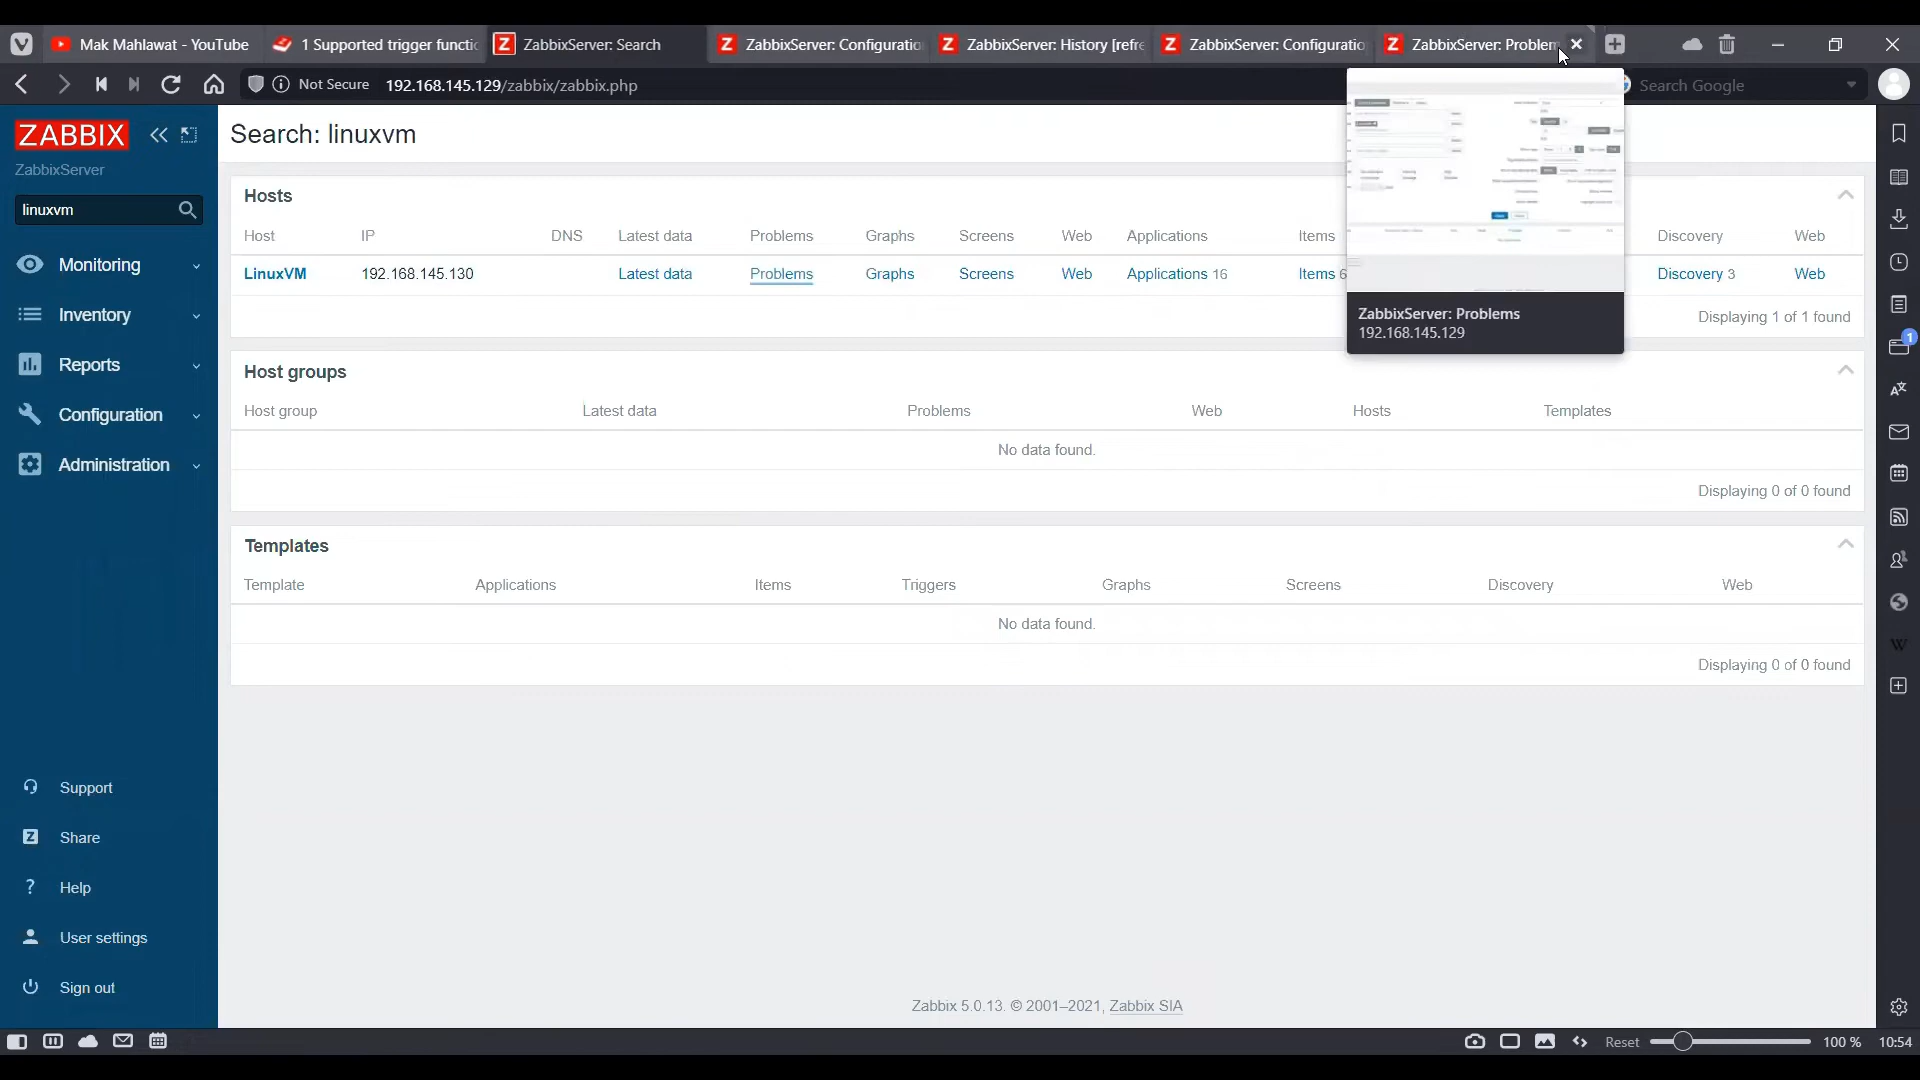 Mak Mahlawat - YouTube
1 Supported trigger functic
ZabbixServer: Search
ZabbixServer: Configuratio
ZabbixServer: History [refre
ZabbixServer: Configuratio
ZabbixServer: Problem
Not Secure 192.168.145.129/zabbix/zabbix.php
Search Google
ZABBIX
ZabbixServer
linuxvm
Monitoring
Inventory
Reports
Configuration
Administration
Support
Share
Help
User settings
Sign out
Search: linuxvm
Hosts
Host IP DNS Latest data Problems Graphs Screens Web Applications Items Discovery Web
LinuxVM 192.168.145.130 Latest data Problems Graphs Screens Web Applications 16 Items 6 Discovery 3 Web
Displaying 1 of 1 found
ZabbixServer: Problems
192.168.145.129
Host groups
Host group Latest data Problems Web Hosts Templates
No data found.
Displaying 0 of 0 found
Templates
Template Applications Items Triggers Graphs Screens Discovery Web
No data found.
Displaying 0 of 0 found
Zabbix 5.0.13. © 2001–2021, Zabbix SIA
1
Reset 100 % 10:54